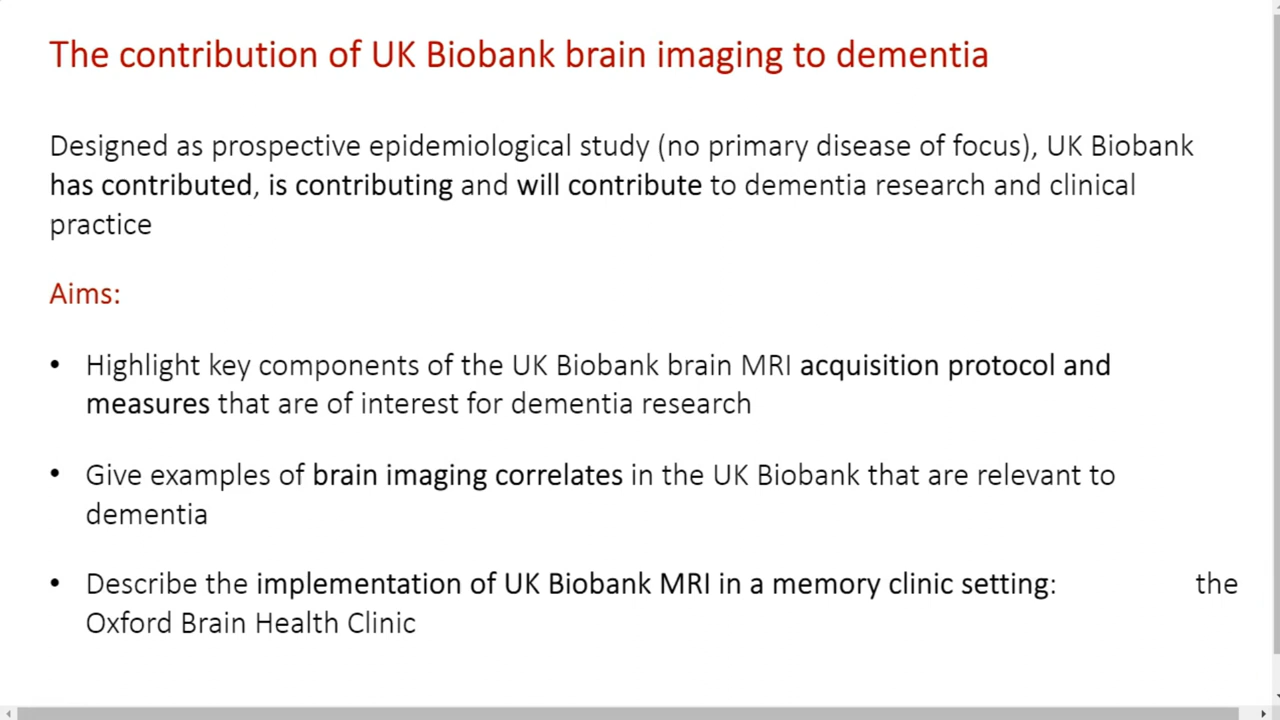 The contribution of UK Biobank brain imaging to dementia
Designed as prospective epidemiological study (no primary disease of focus), UK Biobank
has contributed, is contributing and will contribute to dementia research and clinical
practice
Aims:
• Highlight key components of the UK Biobank brain MRI acquisition protocol and
measures that are of interest for dementia research
• Give examples of brain imaging correlates in the UK Biobank that are relevant to
dementia
• Describe the implementation of UK Biobank MRI in a memory clinic setting: the
Oxford Brain Health Clinic